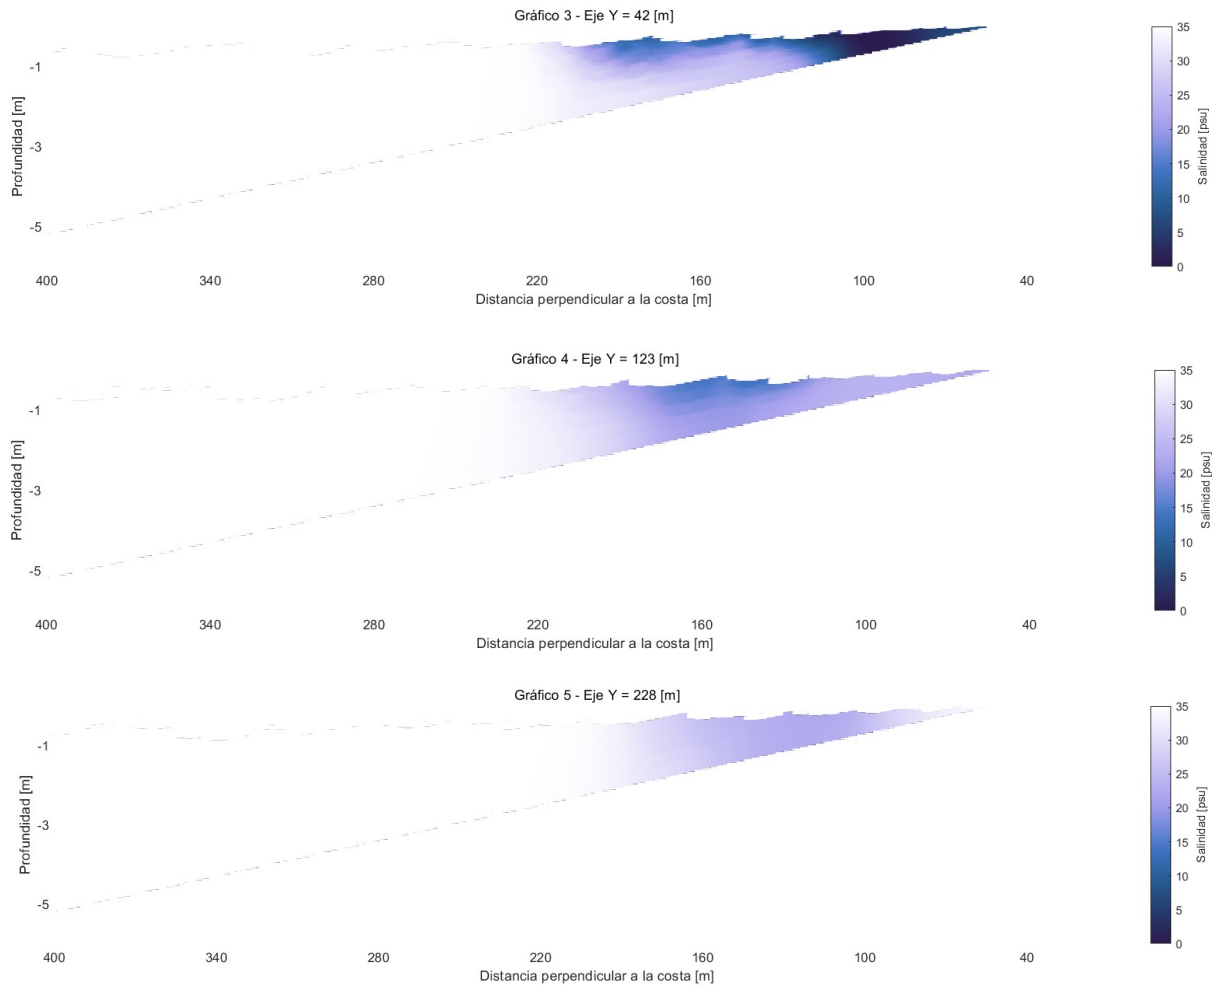 Gráfico 3 - Eje Y = 42 [m]
Profundidad [m]
-1
-3
-5
400 340 280 220 160 100 40
Distancia perpendicular a la costa [m]
35
30
25
20
15
10
5
0
Salinidad [psu]
Gráfico 4 - Eje Y = 123 [m]
Profundidad [m]
-1
-3
-5
400 340 280 220 160 100 40
Distancia perpendicular a la costa [m]
35
30
25
20
15
10
5
0
Salinidad [psu]
Gráfico 5 - Eje Y = 228 [m]
Profundidad [m]
-1
-3
-5
400 340 280 220 160 100 40
Distancia perpendicular a la costa [m]
35
30
25
20
15
10
5
0
Salinidad [psu]